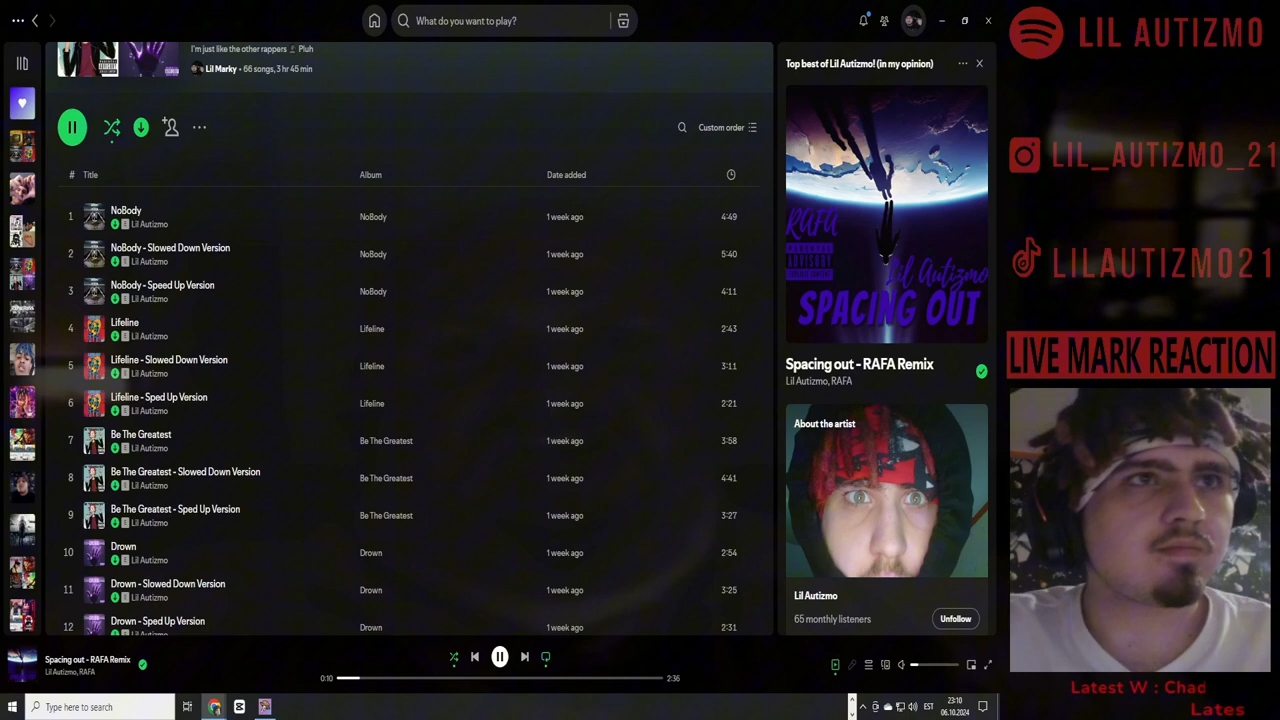 What do you want to play?
I'm just like the other rappers
Pluh
Lil Marky • 66 songs, 3 hr 45 min
Custom order
# Title Album Date added
1 NoBody NoBody 1 week ago 4:49
E Lil Autizmo
2 NoBody - Slowed Down Version NoBody 1 week ago 5:40
E Lil Autizmo
3 NoBody - Speed Up Version NoBody 1 week ago 4:11
E Lil Autizmo
4 Lifeline Lifeline 1 week ago 2:43
E Lil Autizmo
5 Lifeline - Slowed Down Version Lifeline 1 week ago 3:11
E Lil Autizmo
6 Lifeline - Sped Up Version Lifeline 1 week ago 2:21
E Lil Autizmo
7 Be The Greatest Be The Greatest 1 week ago 3:58
E Lil Autizmo
8 Be The Greatest - Slowed Down Version Be The Greatest 1 week ago 4:41
E Lil Autizmo
9 Be The Greatest - Sped Up Version Be The Greatest 1 week ago 3:27
E Lil Autizmo
10 Drown Drown 1 week ago 2:54
E Lil Autizmo
11 Drown - Slowed Down Version Drown 1 week ago 3:25
E Lil Autizmo
12 Drown - Sped Up Version Drown 1 week ago 2:31
Top best of Lil Autizmo! (in my opinion)
RAFA
PARENTAL
ADVISORY
EXPLICIT CONTENT
Lil Autizmo
SPACING OUT
Spacing out - RAFA Remix
Lil Autizmo, RAFA
About the artist
Lil Autizmo
65 monthly listeners
Unfollow
Spacing out - RAFA Remix
Lil Autizmo, RAFA
0:10
2:36
Type here to search
EST
23:10
06.10.2024
LIL AUTIZMO
LIL_AUTIZMO_21
LILAUTIZMO21
LIVE MARK REACTION
Latest W : Chad
Lates